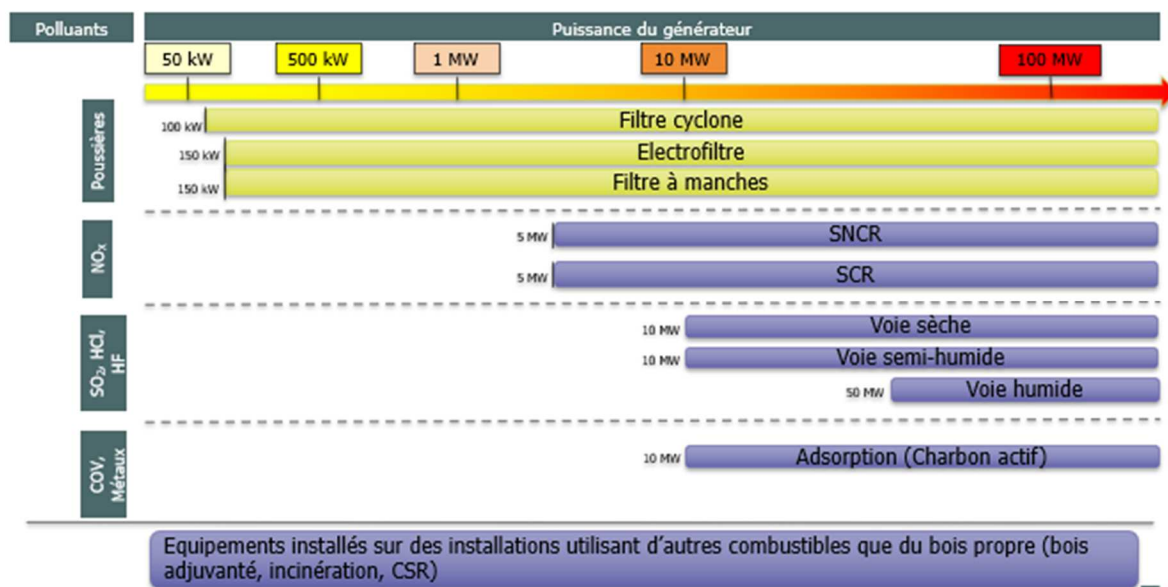 Polluants
Puissance du générateur
50 kW
500 kW
1 MW
10 MW
100 MW
Poussières
100 kW
Filtre cyclone
150 kW
Electrofiltre
150 kW
Filtre à manches
NOₓ
5 MW
SNCR
5 MW
SCR
SO₂, HCl,
HF
10 MW
Voie sèche
10 MW
Voie semi-humide
50 MW
Voie humide
COV,
Métaux
10 MW
Adsorption (Charbon actif)
Equipements installés sur des installations utilisant d'autres combustibles que du bois propre (bois
adjuvanté, incinération, CSR)